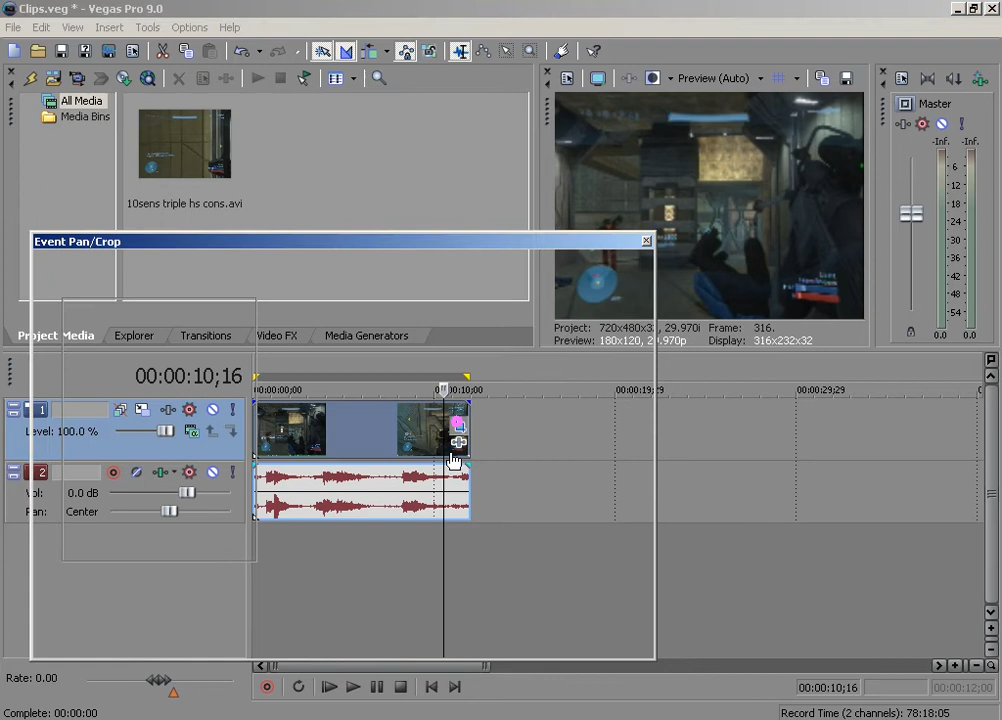 Clips.veg * - Vegas Pro 9.0
File Edit View Insert Tools Options Help
Preview (Auto)
All Media
Media Bins
10sens triple hs cons.avi
Master
-Inf. -Inf.
6
12
18
24
30
36
42
48
54
0.0 0.0
Event Pan/Crop
Project Media Explorer Transitions Video FX Media Generators
Project: 720x480x32, 29.970i Frame: 316.
Preview: 180x120, 29.970p Display: 316x232x32
00:00:10;16
00:00:00;00 00:00:10;00 00:00:19;29 00:00:29;29
1
Level: 100.0 %
2
Vol: 0.0 dB
Pan: Center
Rate: 0.00
00:00:10;16 00:00:12;00
Complete: 00:00:00 Record Time (2 channels): 78:18:05